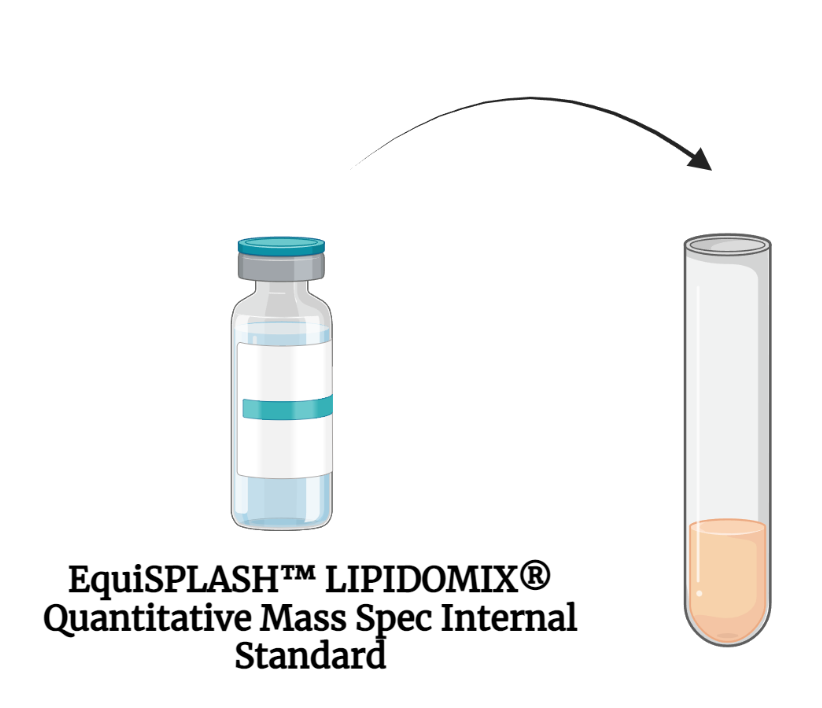 EquiSPLASH™ LIPIDOMIX®
Quantitative Mass Spec Internal
Standard